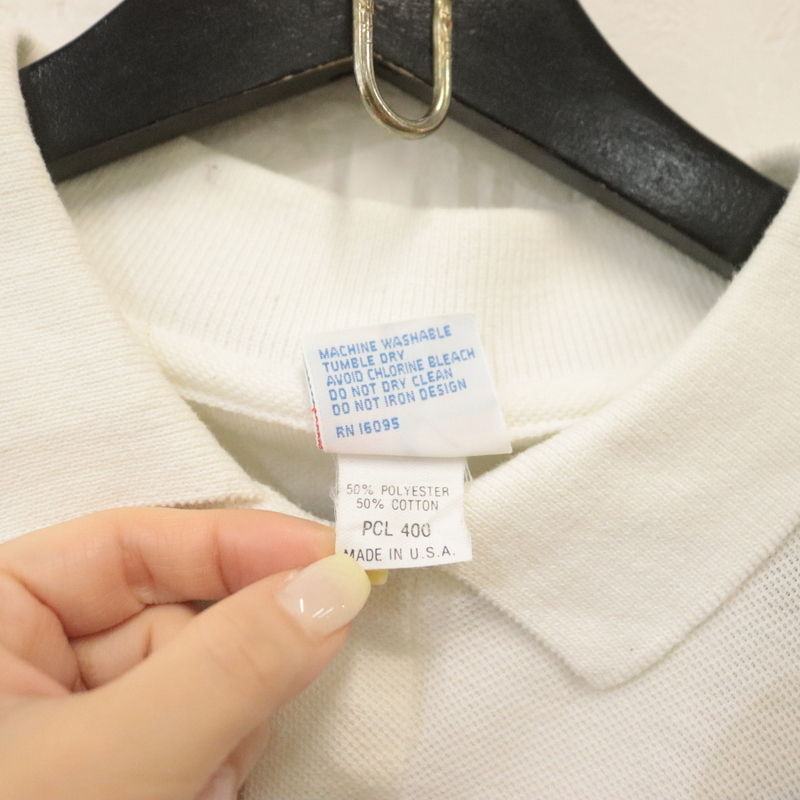 MACHINE WASHABLE
TUMBLE DRY
AVOID CHLORINE BLEACH
DO NOT DRY CLEAN
DO NOT IRON DESIGN
RN 16095
50% POLYESTER
50% COTTON
PCL 400
MADE IN U.S.A.